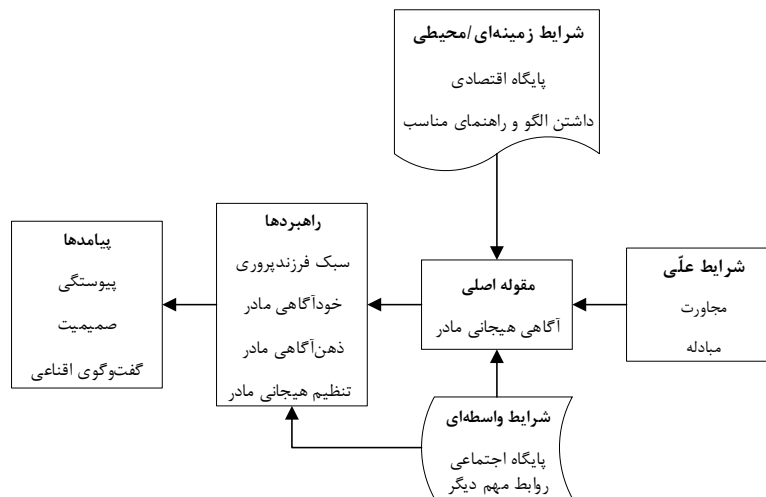 شرایط زمینه‌ای/محیطی
پایگاه اقتصادی
داشتن الگو و راهنمای مناسب
شرایط علّی
مجاورت
مبادله
مقوله اصلی
آگاهی هیجانی مادر
شرایط واسطه‌ای
پایگاه اجتماعی
روابط مهم دیگر
راهبردها
سبک فرزندپروری
خودآگاهی مادر
ذهن‌آگاهی مادر
تنظیم هیجانی مادر
پیامدها
پیوستگی
صمیمیت
گفت‌وگوی اقناعی